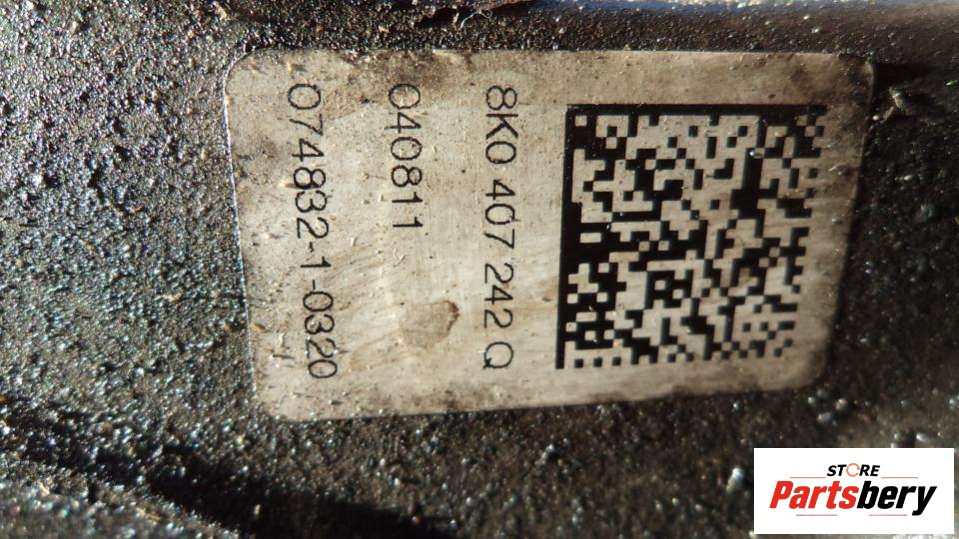 8K0 407 242 Q
040811
074832-1-0320
STORE
Partsbery